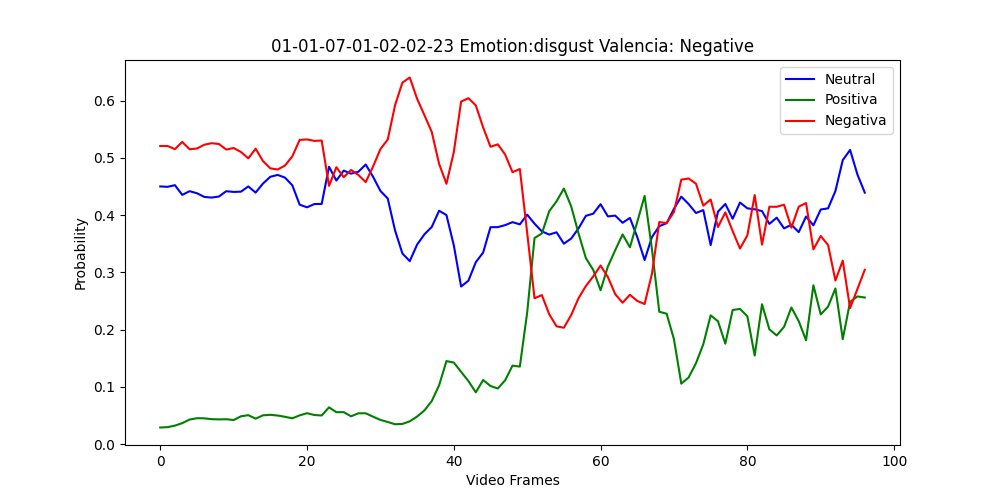 01-01-07-01-02-02-23 Emotion:disgust Valencia: Negative
Neutral
Positiva
Negativa
Probability
0.6
0.5
0.4
0.3
0.2
0.1
0.0
0 20 40 60 80 100
Video Frames